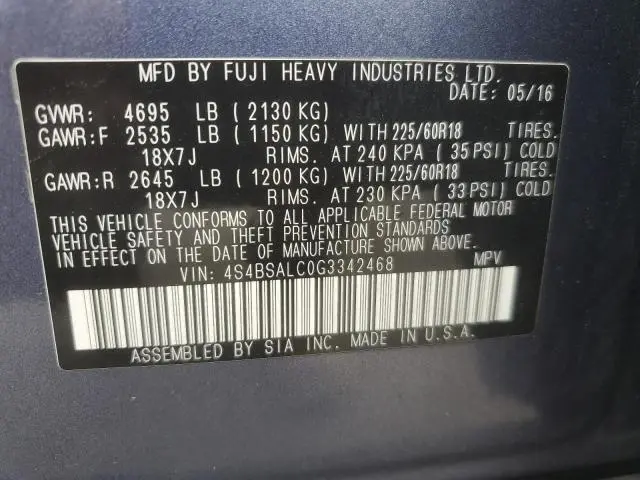 MFD BY FUJI HEAVY INDUSTRIES LTD.
DATE: 05/16
GVWR: 4695 LB ( 2130 KG)
GAWR:F 2535 LB ( 1150 KG) WITH 225/60R18 TIRES.
18X7J RIMS. AT 240 KPA ( 35 PSI) COLD
GAWR:R 2645 LB ( 1200 KG) WITH 225/60R18 TIRES.
18X7J RIMS. AT 230 KPA ( 33 PSI) COLD
THIS VEHICLE CONFORMS TO ALL APPLICABLE FEDERAL MOTOR
VEHICLE SAFETY AND THEFT PREVENTION STANDARDS
IN EFFECT ON THE DATE OF MANUFACTURE SHOWN ABOVE.
VIN: 4S4BSALC0G3342468 MPV
ASSEMBLED BY SIA INC. MADE IN U.S.A.